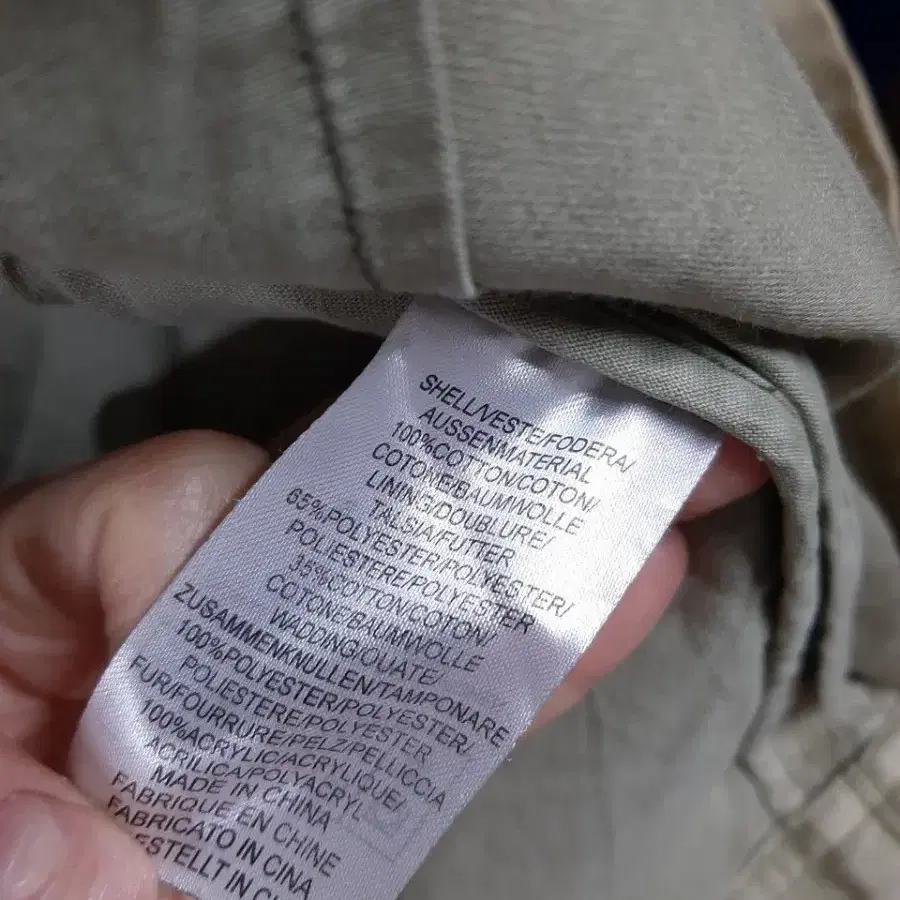 SHELL/VESTE/FODERA/
AUSSENMATERIAL
100%COTTON/COTON/
COTONE/BAUMWOLLE
LINING/DOUBLURE/
TALSIA/FUTTER
65%POLYESTER/POLYESTER/
POLIESTERE/POLYESTER
35%COTTON/COTON/
COTONE/BAUMWOLLE
WADDING/OUATE/
ZUSAMMENKNULLEN/TAMPONARE
100%POLYESTER/POLYESTER/
POLIESTERE/POLYESTER
FUR/FOURRURE/PELZ/PELLICCIA
100%ACRYLIC/ACRYLIQUE/
ACRILICA/POLYACRYL
MADE IN CHINA
FABRIQUE EN CHINE
FABRICATO IN CINA